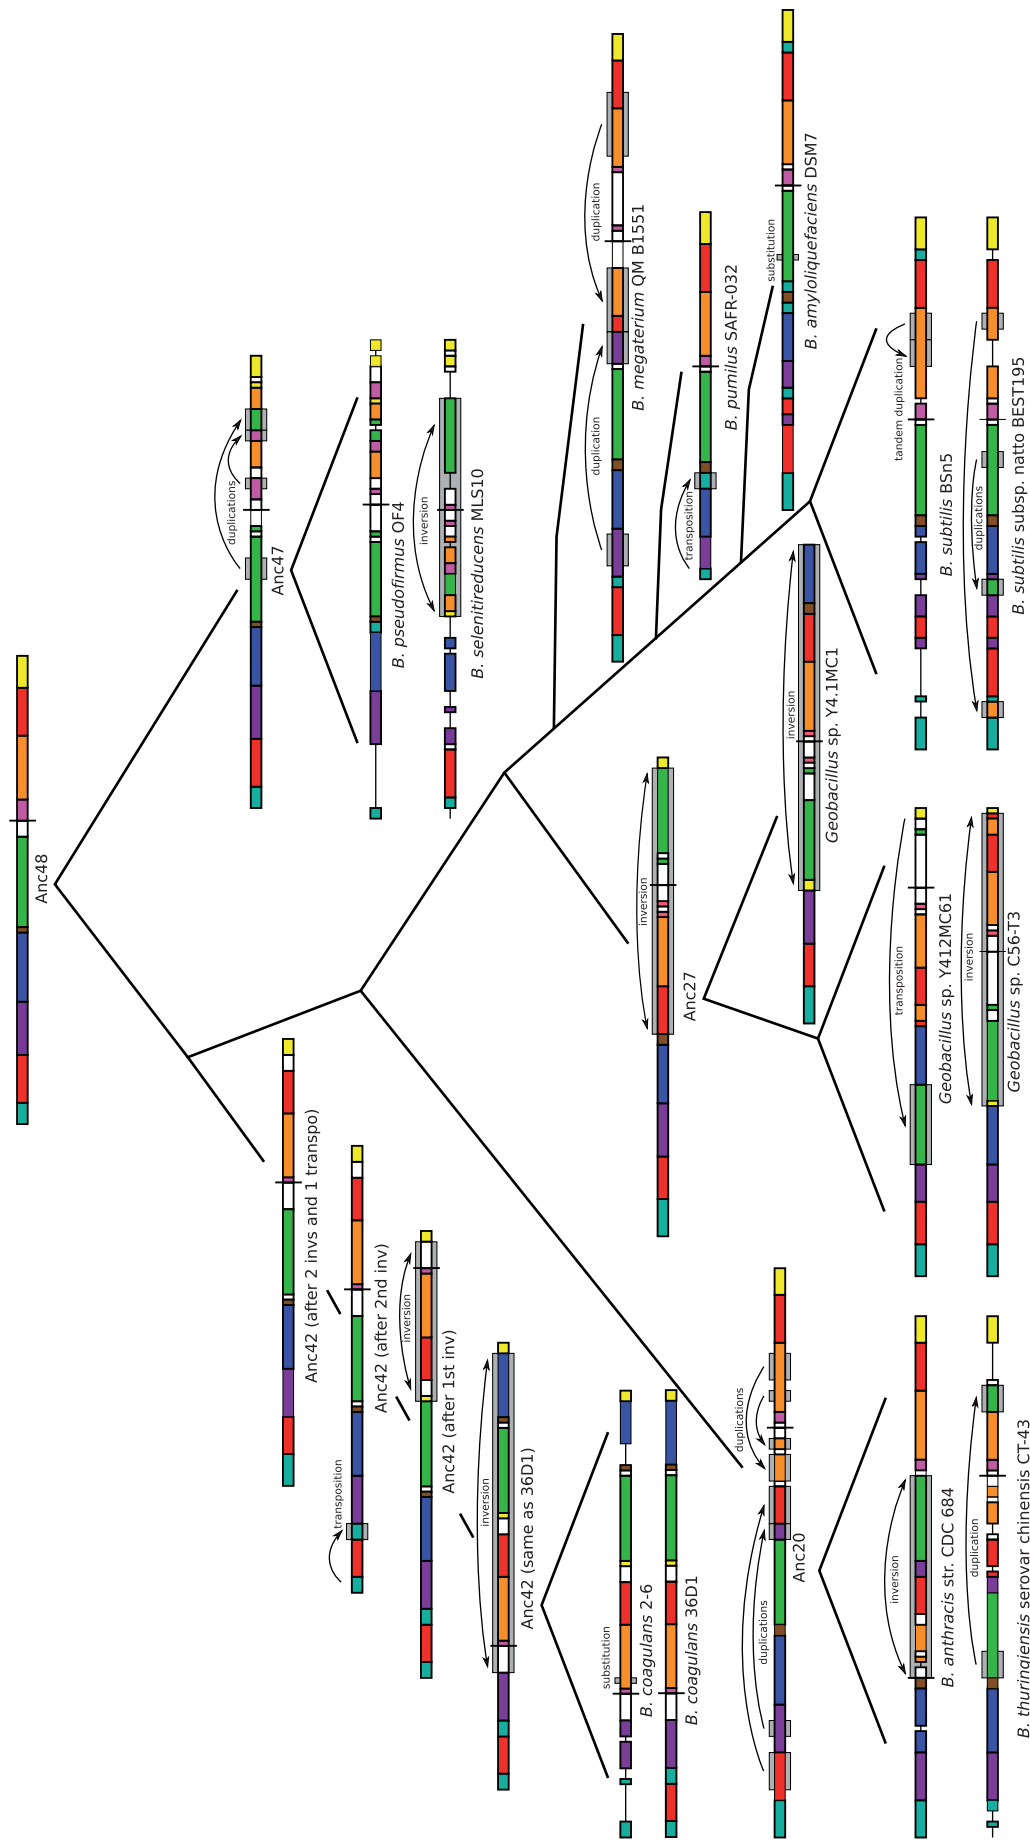 Anc48
duplications
Anc47
B. pseudofirmus OF4
inversion
B. selenitireducens MLS10
Anc42 (after 2 invs and 1 transpo)
transposition
Anc42 (after 2nd inv)
inversion
Anc42 (after 1st inv)
inversion
Anc42 (same as 36D1)
substitution
B. coagulans 2-6
B. coagulans 36D1
duplication
duplication
B. megaterium QM B1551
transposition
B. pumilus SAFR-032
substitution
B. amyloliquefaciens DSM7
inversion
Anc27
inversion
Geobacillus sp. Y4.1MC1
transposition
Geobacillus sp. Y412MC61
inversion
Geobacillus sp. C56-T3
tandem duplication
B. subtilis BSn5
duplications
B. subtilis subsp. natto BEST195
duplications
duplications
Anc20
inversion
B. anthracis str. CDC 684
duplication
B. thuringiensis serovar chinensis CT-43